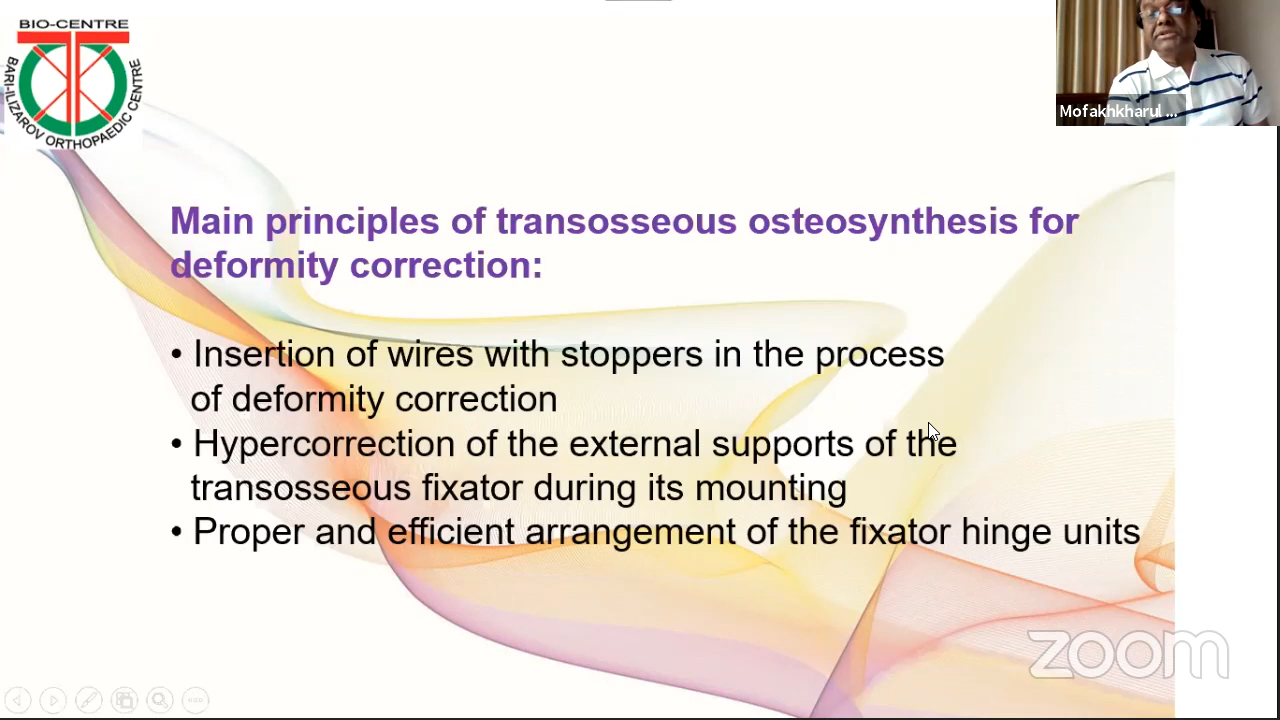 BIO-CENTRE
BARI-ILIZAROV ORTHOPAEDIC CENTRE
Mofakhkharul ...
Main principles of transosseous osteosynthesis for
deformity correction:
• Insertion of wires with stoppers in the process
of deformity correction
• Hypercorrection of the external supports of the
transosseous fixator during its mounting
• Proper and efficient arrangement of the fixator hinge units
zoom